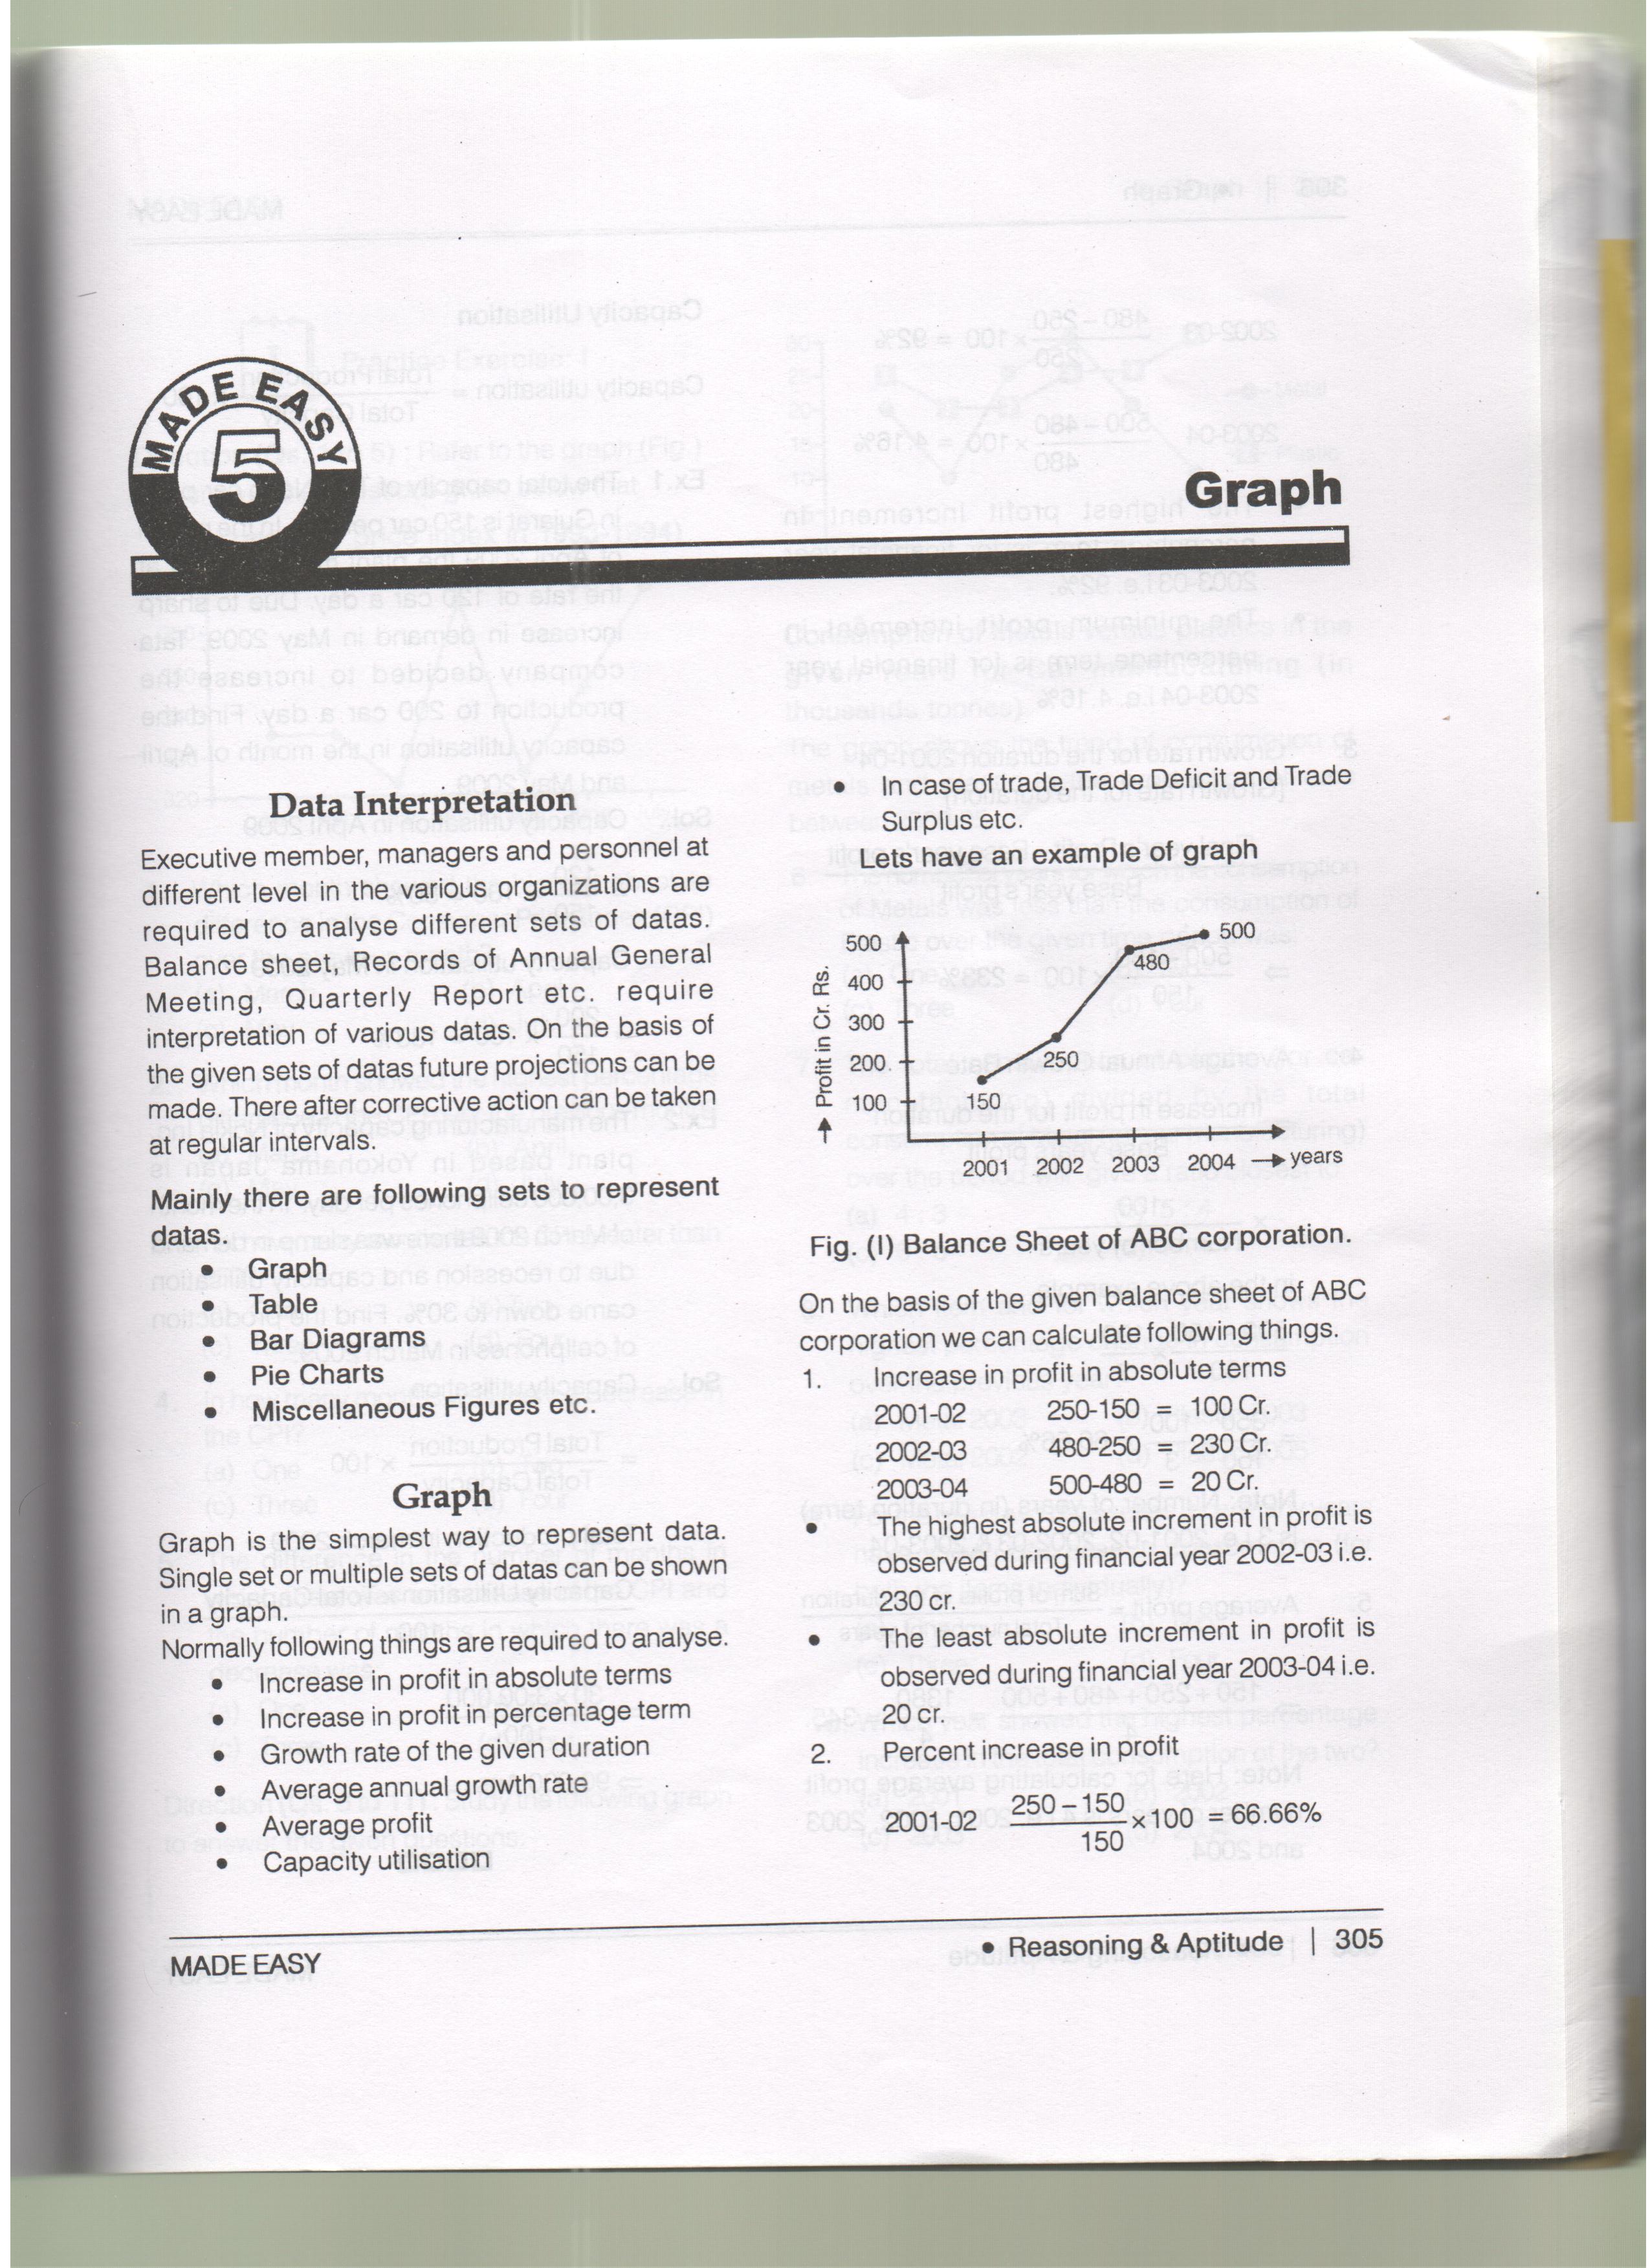 MADE EASY
5
Graph
Data Interpretation
Executive member, managers and personnel at
different level in the various organizations are
required to analyse different sets of datas.
Balance sheet, Records of Annual General
Meeting, Quarterly Report etc. require
interpretation of various datas. On the basis of
the given sets of datas future projections can be
made. There after corrective action can be taken
at regular intervals.
Mainly there are following sets to represent
datas.
• Graph
• Table
• Bar Diagrams
• Pie Charts
• Miscellaneous Figures etc.
Graph
Graph is the simplest way to represent data.
Single set or multiple sets of datas can be shown
in a graph.
Normally following things are required to analyse.
• Increase in profit in absolute terms
• Increase in profit in percentage term
• Growth rate of the given duration
• Average annual growth rate
• Average profit
• Capacity utilisation
• In case of trade, Trade Deficit and Trade
Surplus etc.
Lets have an example of graph
→ Profit in Cr. Rs.
500
400
300
200
100
150
250
480
500
2001 2002 2003 2004 → years
Fig. (I) Balance Sheet of ABC corporation.
On the basis of the given balance sheet of ABC
corporation we can calculate following things.
1. Increase in profit in absolute terms
2001-02 250-150 = 100 Cr.
2002-03 480-250 = 230 Cr.
2003-04 500-480 = 20 Cr.
• The highest absolute increment in profit is
observed during financial year 2002-03 i.e.
230 cr.
• The least absolute increment in profit is
observed during financial year 2003-04 i.e.
20 cr.
2. Percent increase in profit
2001-02 250 – 150 / 150 ×100 = 66.66%
MADE EASY
• Reasoning & Aptitude | 305